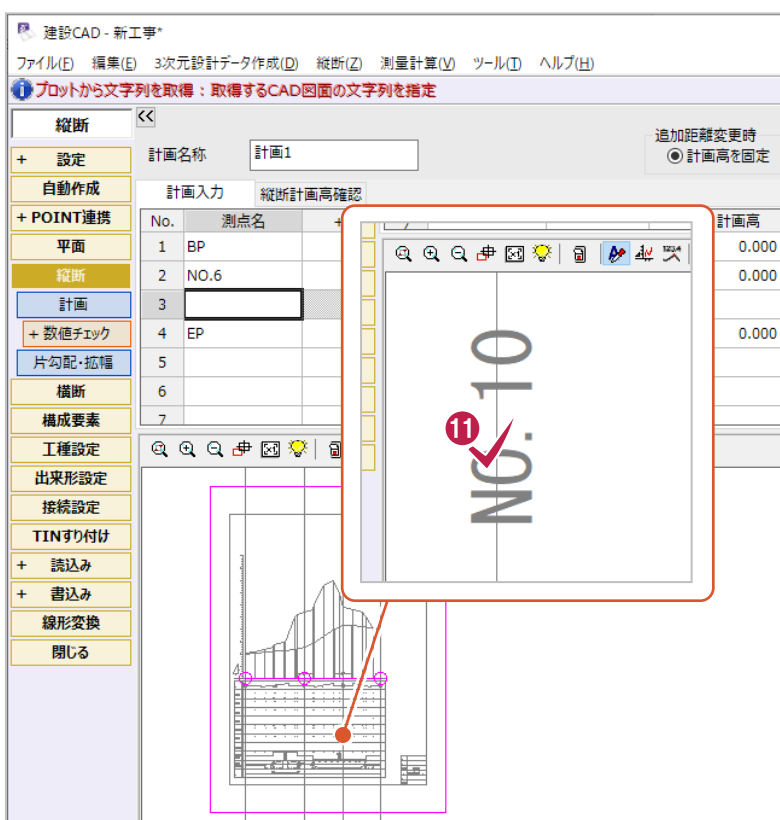 建設CAD - 新工事*
ファイル(F) 編集(E) 3次元設計データ作成(D) 縦断(Z) 測量計算(V) ツール(T) ヘルプ(H)
プロットから文字列を取得：取得するCAD図面の文字列を指定
縦断
<<
+ 設定
自動作成
+ POINT連携
平面
縦断
計画
+ 数値チェック
片勾配・拡幅
横断
構成要素
工種設定
出来形設定
接続設定
TINすり付け
+ 読込み
+ 書込み
線形変換
閉じる
計画名称 計画1
追加距離変更時
計画高を固定
計画入力 縦断計画高確認
No. 測点名 + 計画高
1 BP 0.000
2 NO.6 0.000
3
4 EP 0.000
5
6
7
NO. 10
11